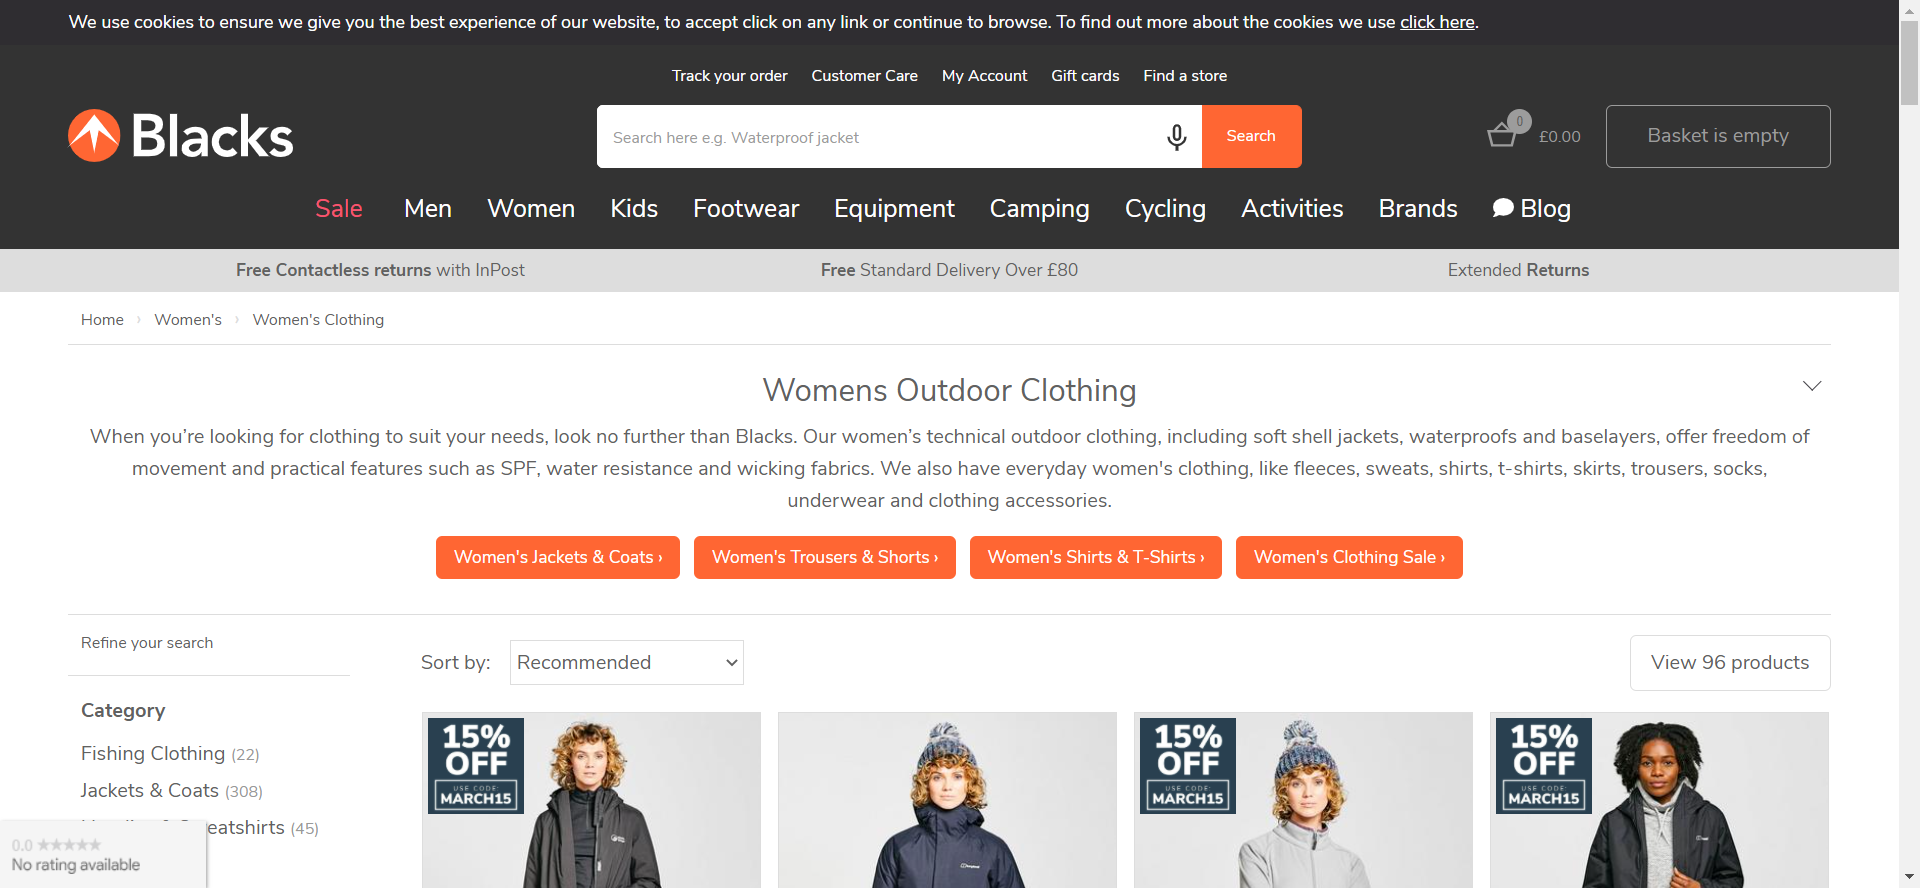 We use cookies to ensure we give you the best experience of our website, to accept click on any link or continue to browse. To find out more about the cookies we use click here.
Track your order Customer Care My Account Gift cards Find a store
Blacks
Search here e.g. Waterproof jacket
Search
0
£0.00
Basket is empty
Sale Men Women Kids Footwear Equipment Camping Cycling Activities Brands Blog
Free Contactless returns with InPost
Free Standard Delivery Over £80
Extended Returns
Home › Women's › Women's Clothing
Womens Outdoor Clothing
When you’re looking for clothing to suit your needs, look no further than Blacks. Our women’s technical outdoor clothing, including soft shell jackets, waterproofs and baselayers, offer freedom of
movement and practical features such as SPF, water resistance and wicking fabrics. We also have everyday women's clothing, like fleeces, sweats, shirts, t-shirts, skirts, trousers, socks,
underwear and clothing accessories.
Women's Jackets & Coats ›
Women's Trousers & Shorts ›
Women's Shirts & T-Shirts ›
Women's Clothing Sale ›
Refine your search
Sort by: Recommended
View 96 products
Category
Fishing Clothing (22)
Jackets & Coats (308)
(45)
0.0 ★★★★★
No rating available
15%
OFF
USE CODE:
MARCH15
15%
OFF
USE CODE:
MARCH15
15%
OFF
USE CODE:
MARCH15